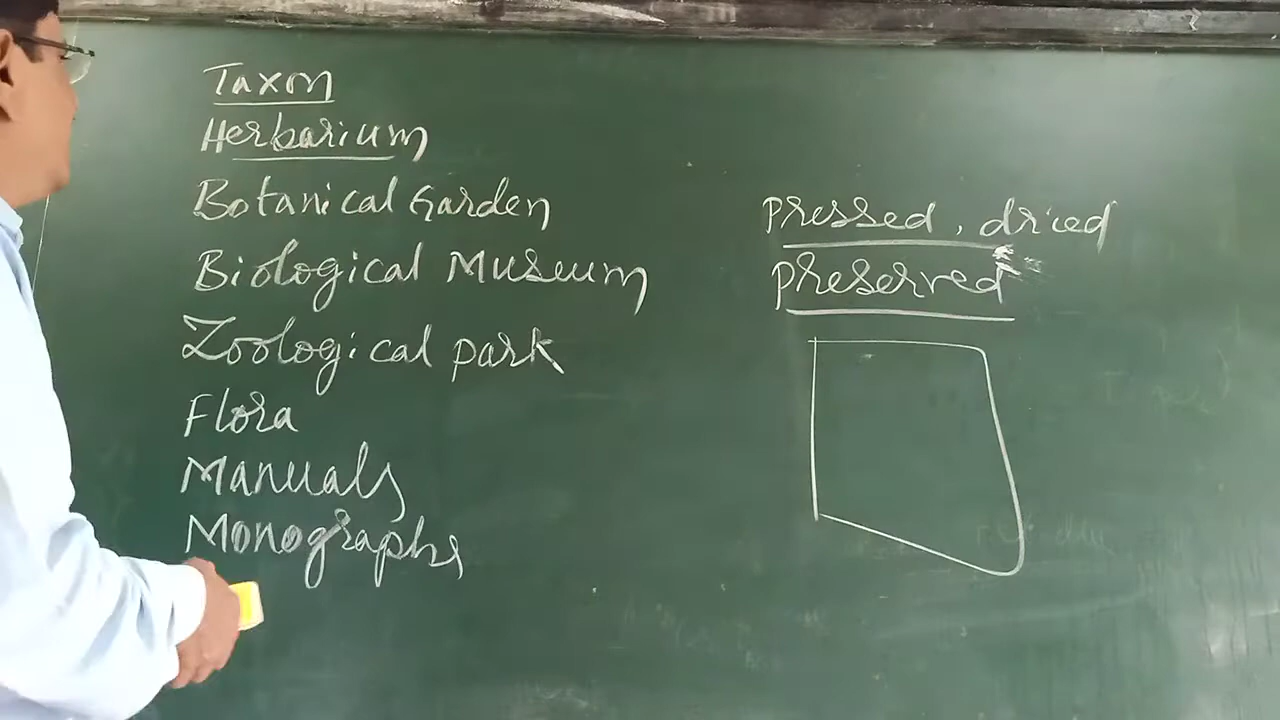 Taxon
Herbarium
Botanical Garden
Biological Museum
Zoological park
Flora
Manuals
Monographs
pressed, dried
preserved